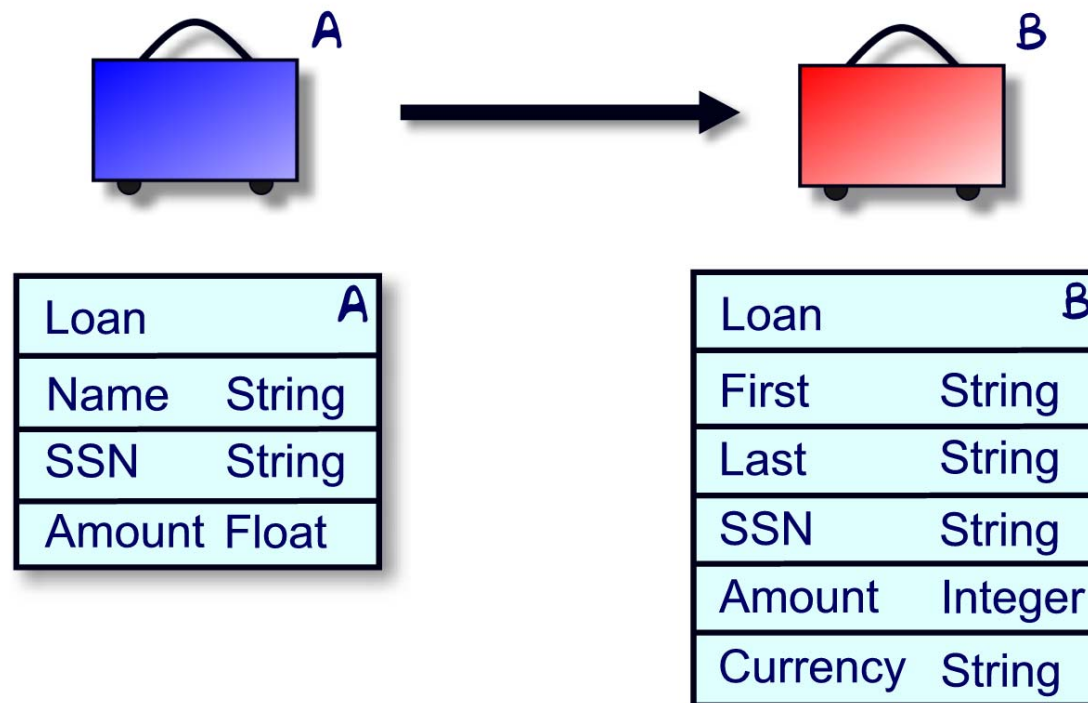 A
B
Loan A
Name String
SSN String
Amount Float
Loan B
First String
Last String
SSN String
Amount Integer
Currency String